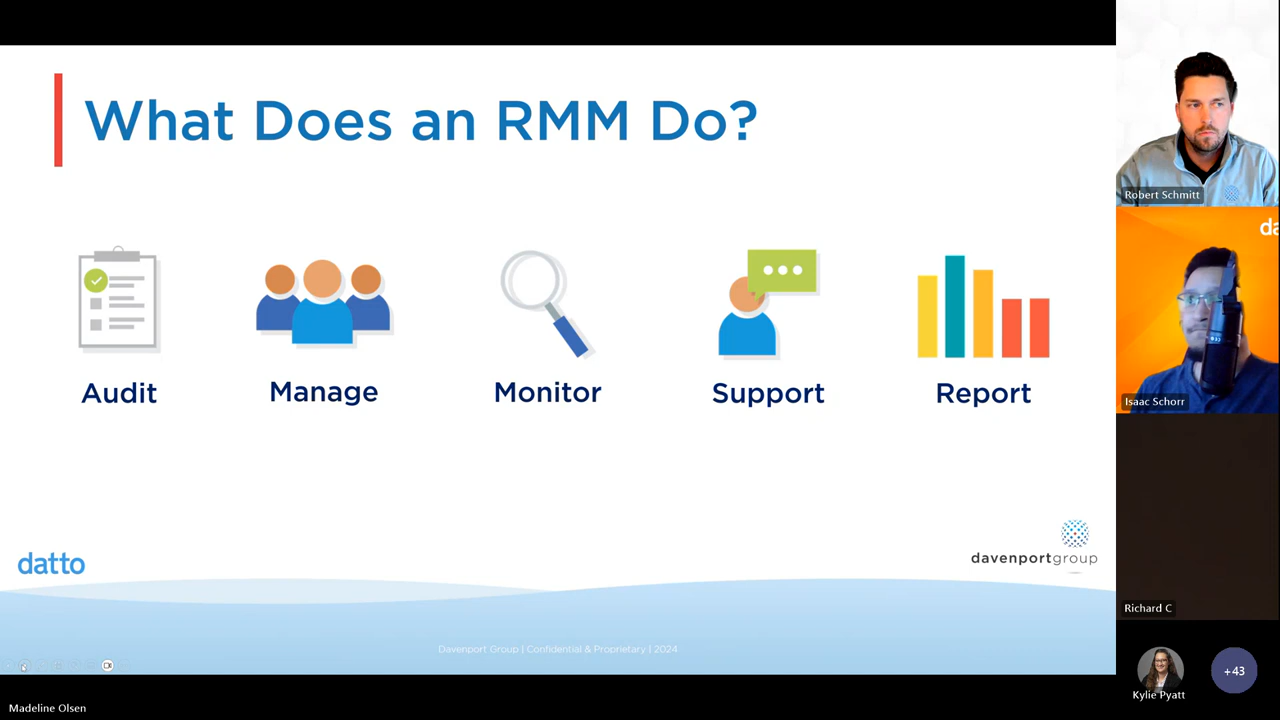 What Does an RMM Do?
Audit
Manage
Monitor
Support
Report
datto
davenportgroup
Davenport Group | Confidential & Proprietary | 2024
Madeline Olsen
Robert Schmitt
da
Isaac Schorr
Richard C
Kylie Pyatt
+43